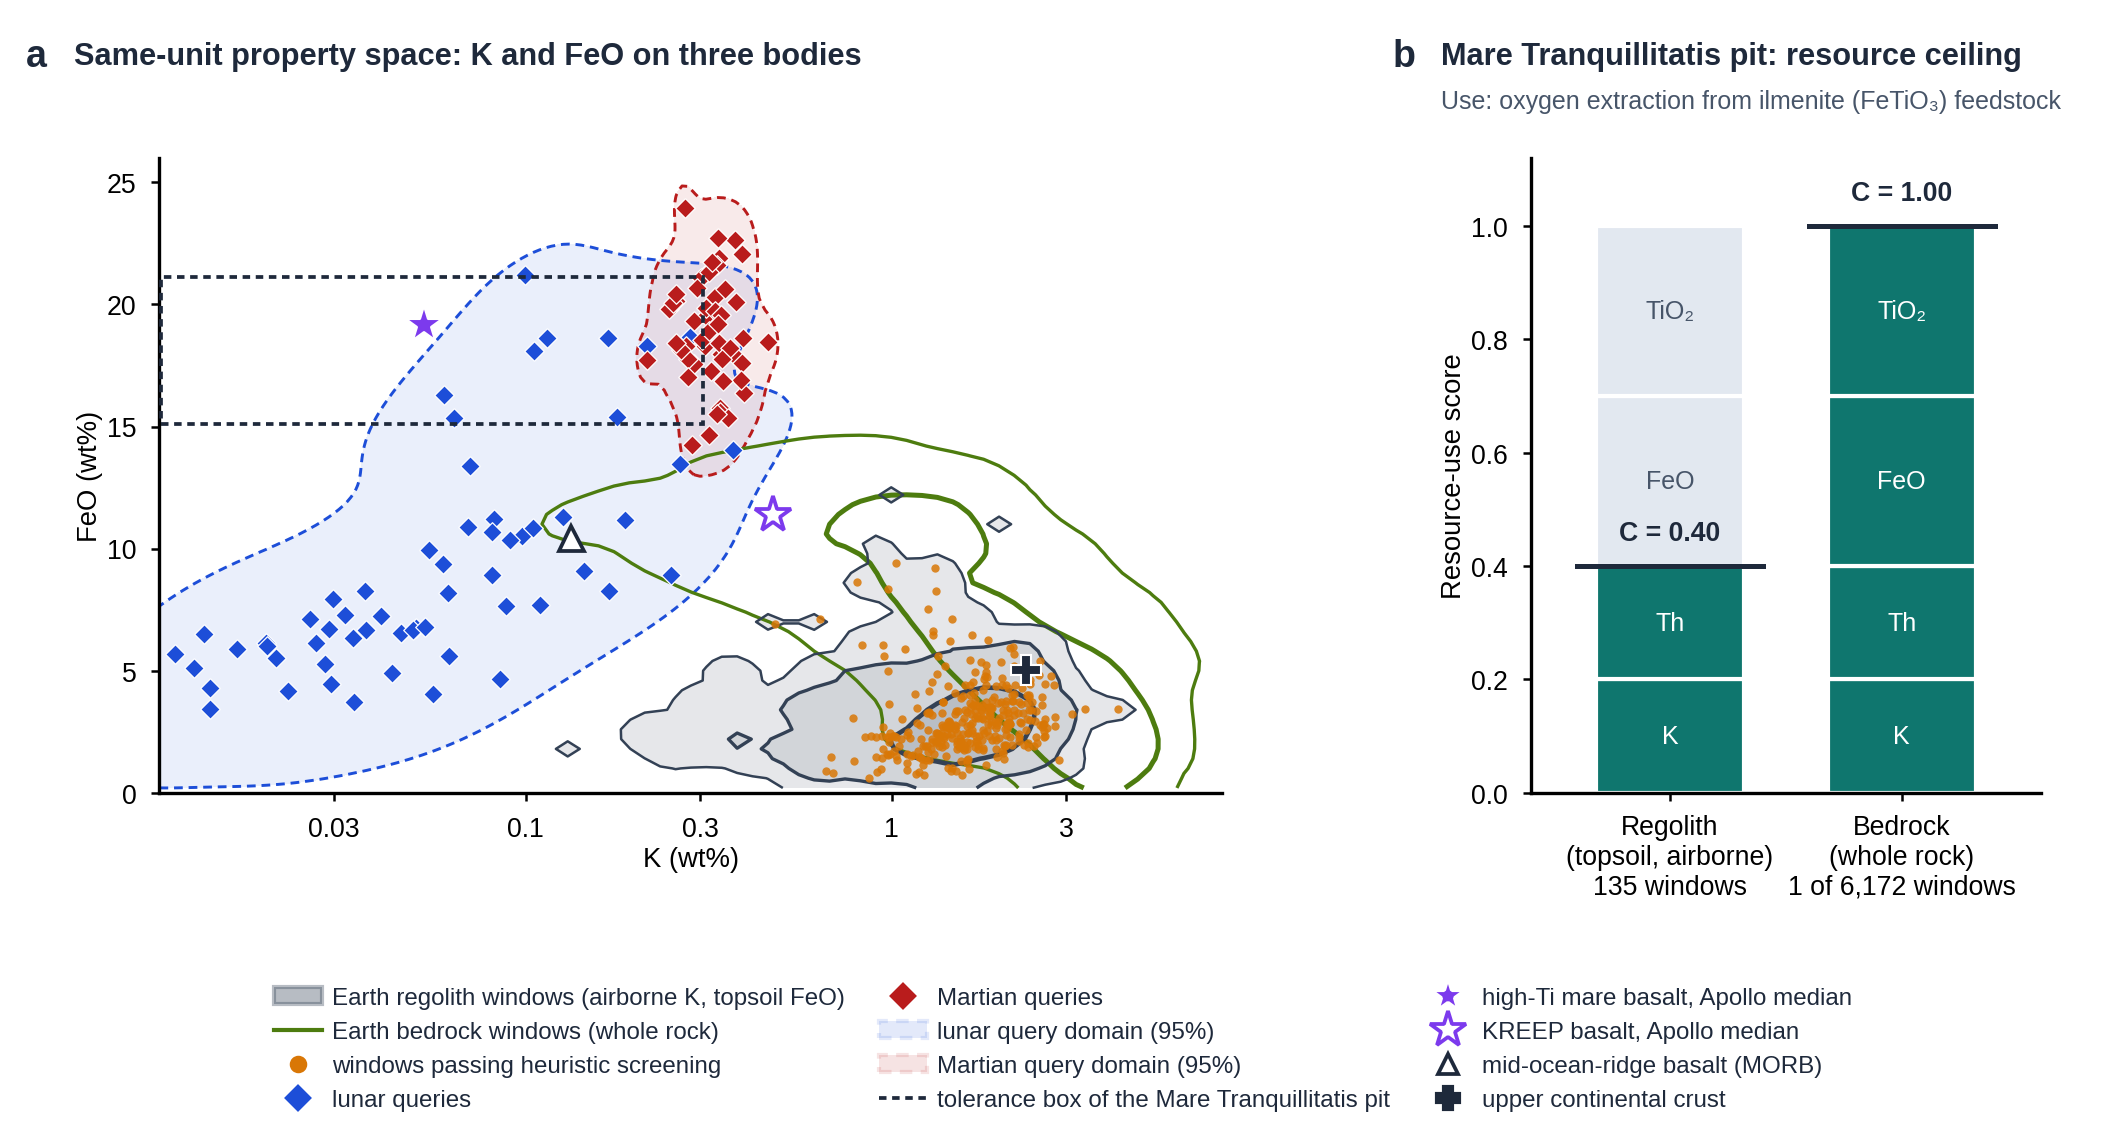 a Same-unit property space: K and FeO on three bodies
FeO (wt%)
25
20
15
10
5
0
0.03 0.1 0.3 1 3
K (wt%)
b Mare Tranquillitatis pit: resource ceiling
Use: oxygen extraction from ilmenite (FeTiO₃) feedstock
Resource-use score
1.0
0.8
0.6
0.4
0.2
0.0
C = 1.00
TiO₂ TiO₂
FeO FeO
C = 0.40
Th Th
K K
Regolith
(topsoil, airborne)
135 windows
Bedrock
(whole rock)
1 of 6,172 windows
Earth regolith windows (airborne K, topsoil FeO)
Earth bedrock windows (whole rock)
windows passing heuristic screening
lunar queries
Martian queries
lunar query domain (95%)
Martian query domain (95%)
tolerance box of the Mare Tranquillitatis pit
high-Ti mare basalt, Apollo median
KREEP basalt, Apollo median
mid-ocean-ridge basalt (MORB)
upper continental crust